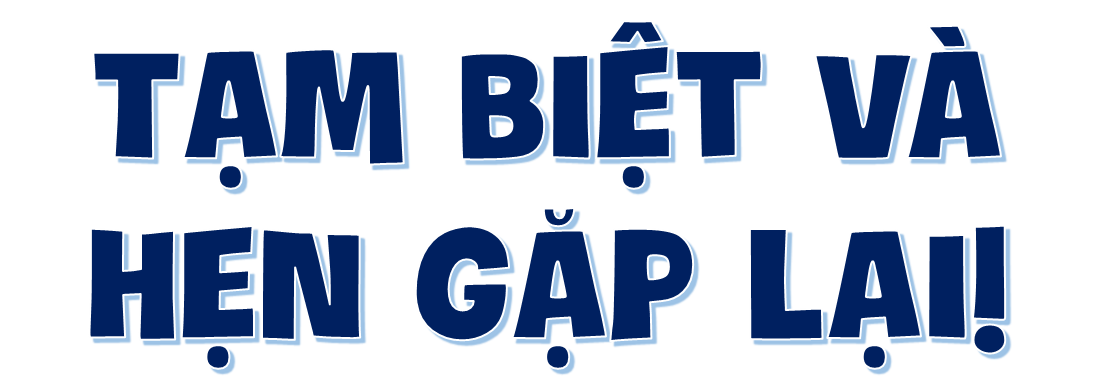 TẠM BIỆT VÀ
HẸN GẶP LẠI!